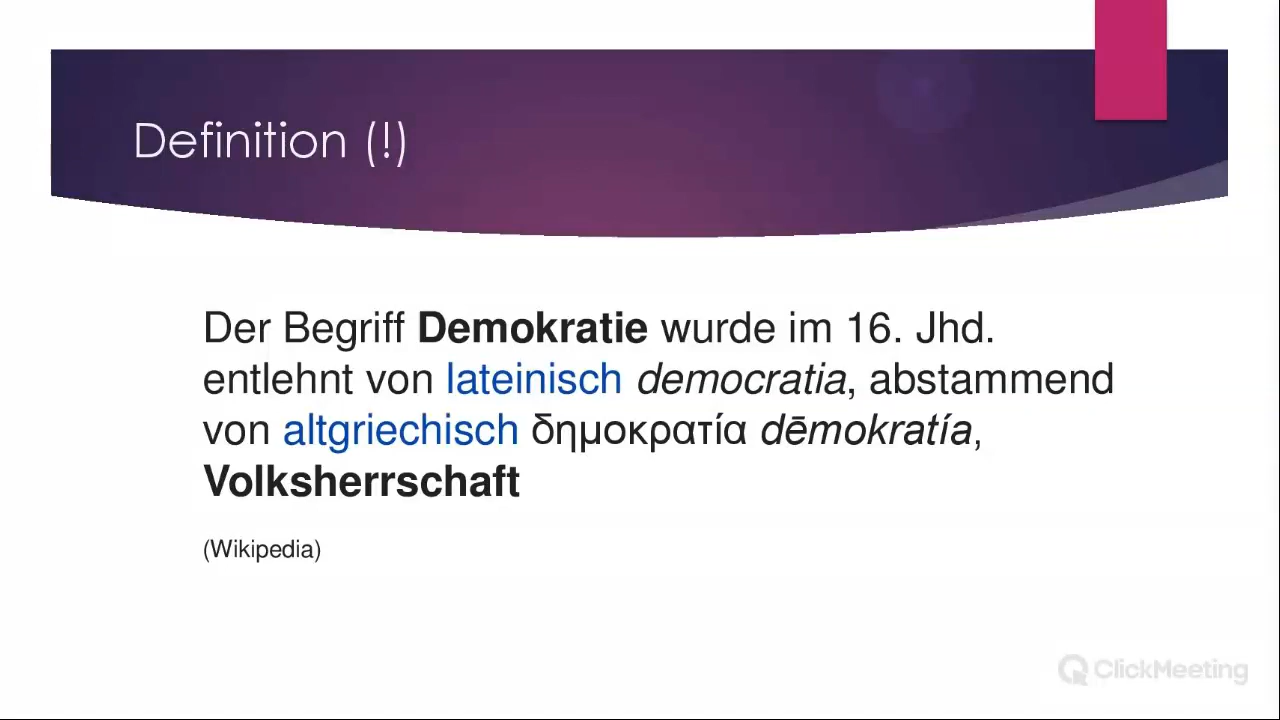 Definition (!)
Der Begriff Demokratie wurde im 16. Jhd.
entlehnt von lateinisch democratia, abstammend
von altgriechisch δημοκρατία dēmokratía,
Volksherrschaft
(Wikipedia)
ClickMeeting